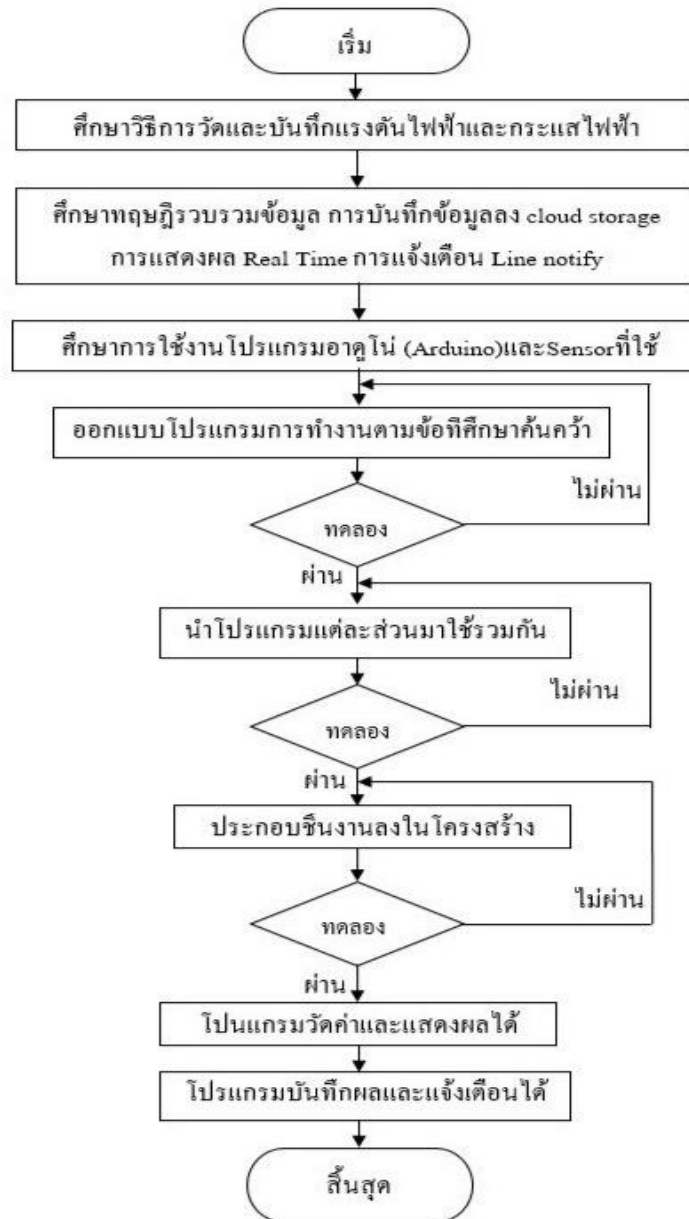 เริ่ม
ศึกษาวิธีการวัดและบันทึกแรงดันไฟฟ้าและกระแสไฟฟ้า
ศึกษาทฤษฎีรวบรวมข้อมูล การบันทึกข้อมูลลง cloud storage
การแสดงผล Real Time การแจ้งเตือน Line notify
ศึกษาการใช้งานโปรแกรมอาดูโน่ (Arduino)และSensorที่ใช้
ออกแบบโปรแกรมการทำงานตามข้อที่ศึกษาค้นคว้า
ไม่ผ่าน
ทดลอง
ผ่าน
นำโปรแกรมแต่ละส่วนมาใช้รวมกัน
ไม่ผ่าน
ทดลอง
ผ่าน
ประกอบชิ้นงานลงในโครงสร้าง
ไม่ผ่าน
ทดลอง
ผ่าน
โปนแกรมวัดค่าและแสดงผลได้
โปรแกรมบันทึกผลและแจ้งเตือนได้
สิ้นสุด